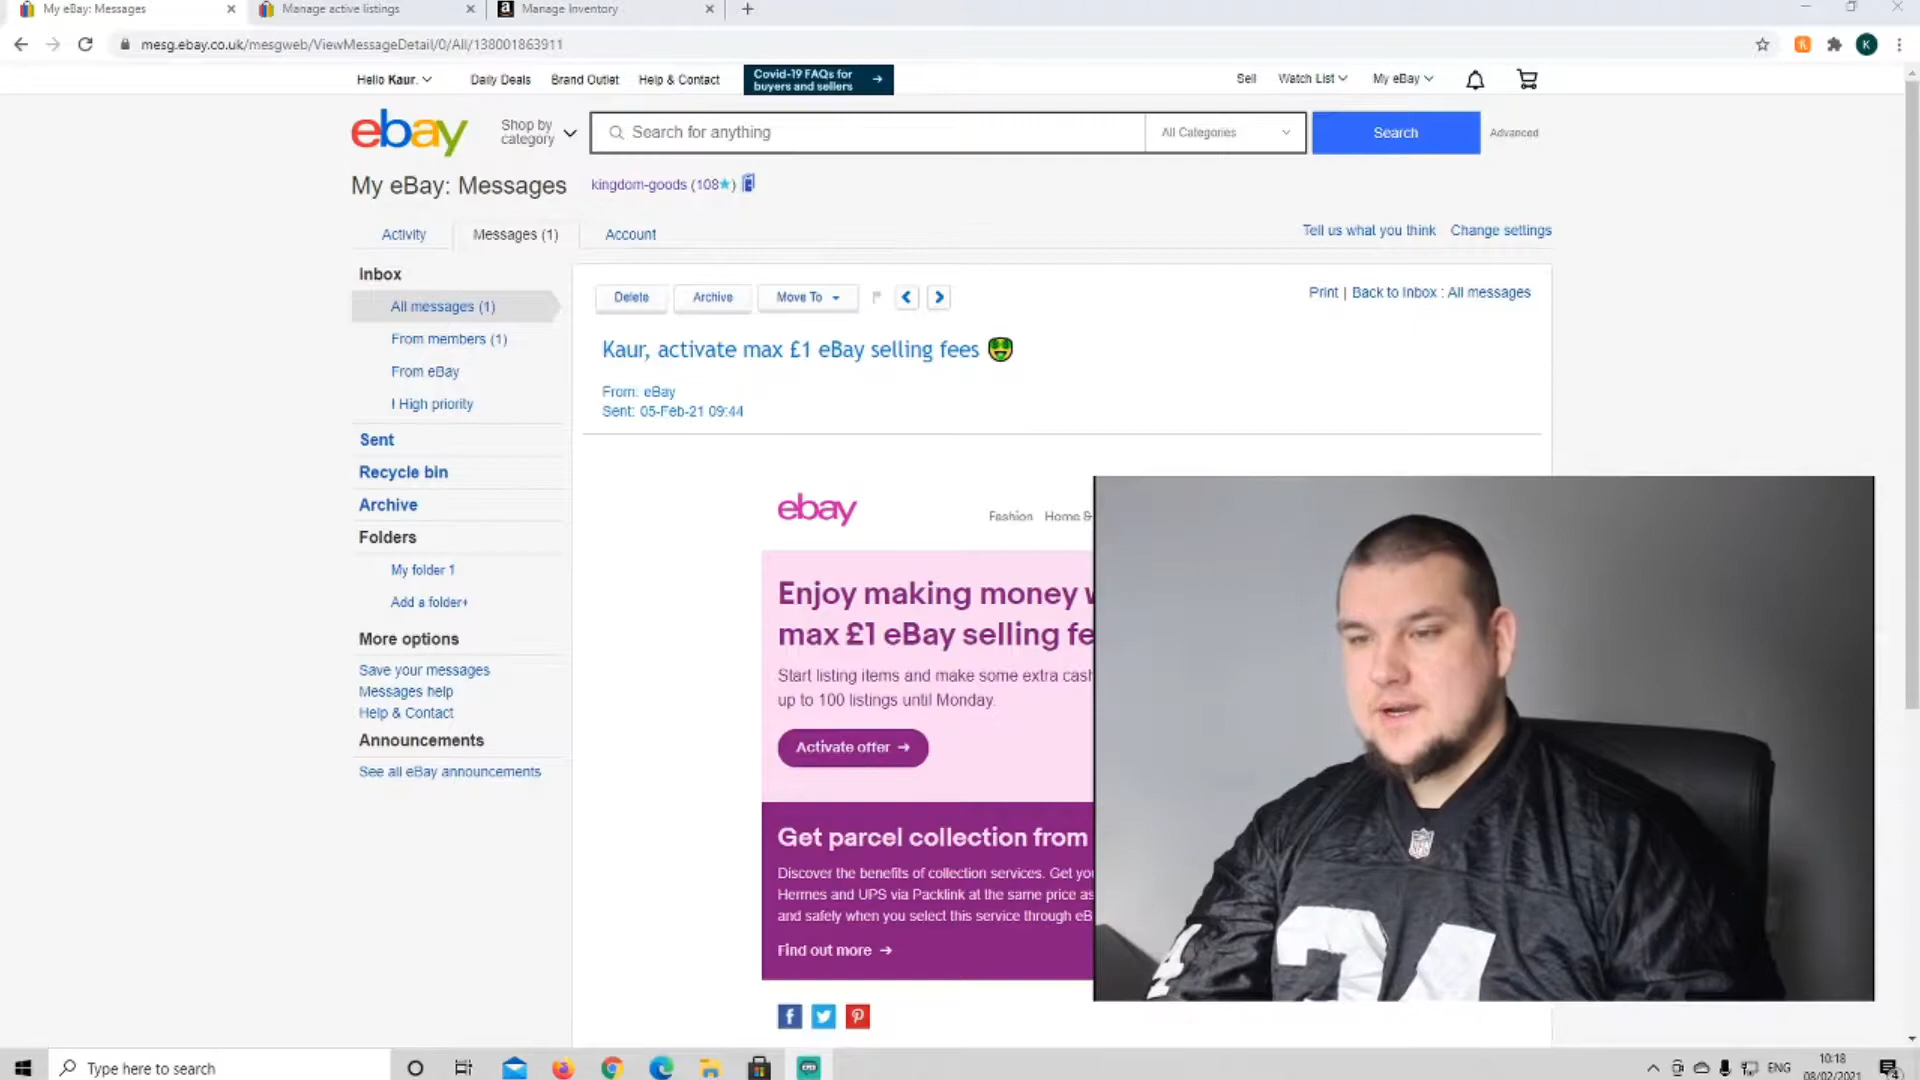 My eBay: Messages
Manage active listings
Manage Inventory
mesg.ebay.co.uk/mesgweb/ViewMessageDetail/0/All/138001863911
K
Hello Kaur.
Daily Deals
Brand Outlet
Help & Contact
Covid-19 FAQs for
buyers and sellers
Sell
Watch List
My eBay
ebay
Shop by
category
Search for anything
All Categories
Search
Advanced
My eBay: Messages
kingdom-goods (108★)
Activity
Messages (1)
Account
Tell us what you think
Change settings
Inbox
All messages (1)
From members (1)
From eBay
! High priority
Sent
Recycle bin
Archive
Folders
My folder 1
Add a folder+
More options
Save your messages
Messages help
Help & Contact
Announcements
See all eBay announcements
Delete
Archive
Move To
Print | Back to Inbox : All messages
Kaur, activate max £1 eBay selling fees
From: eBay
Sent: 05-Feb-21 09:44
ebay
Fashion
Home &
Enjoy making money
max £1 eBay selling fe
Start listing items and make some extra cash
up to 100 listings until Monday.
Activate offer →
Get parcel collection from
Discover the benefits of collection services. Get you
Hermes and UPS via Packlink at the same price as
and safely when you select this service through eB
Find out more →
NFL
24
Type here to search
ENG
10:18
08/02/2021